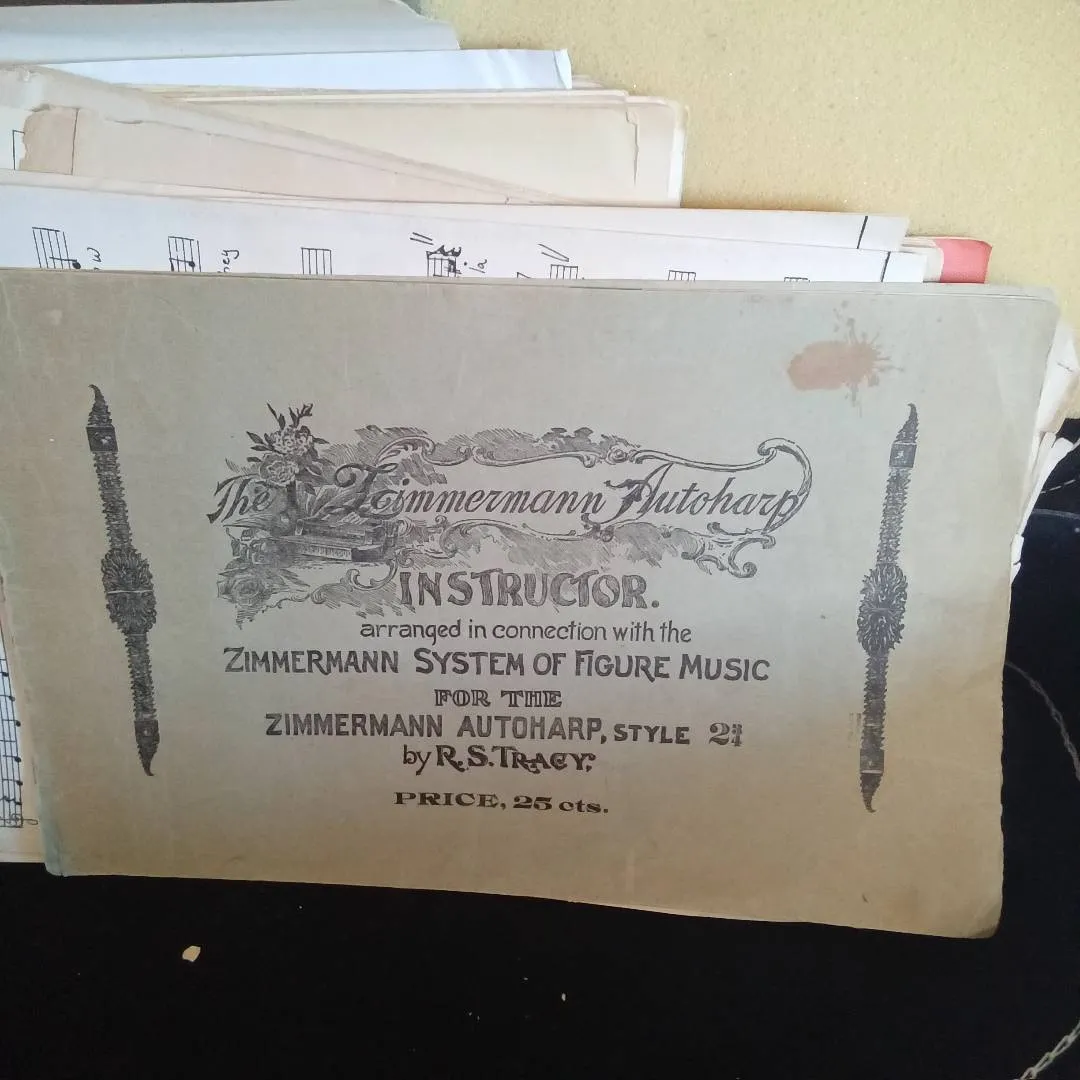 The Zimmermann Autoharp
INSTRUCTOR.
arranged in connection with the
ZIMMERMANN SYSTEM OF FIGURE MUSIC
FOR THE
ZIMMERMANN AUTOHARP, STYLE 2¾
by R.S. TRACY.
PRICE, 25 cts.